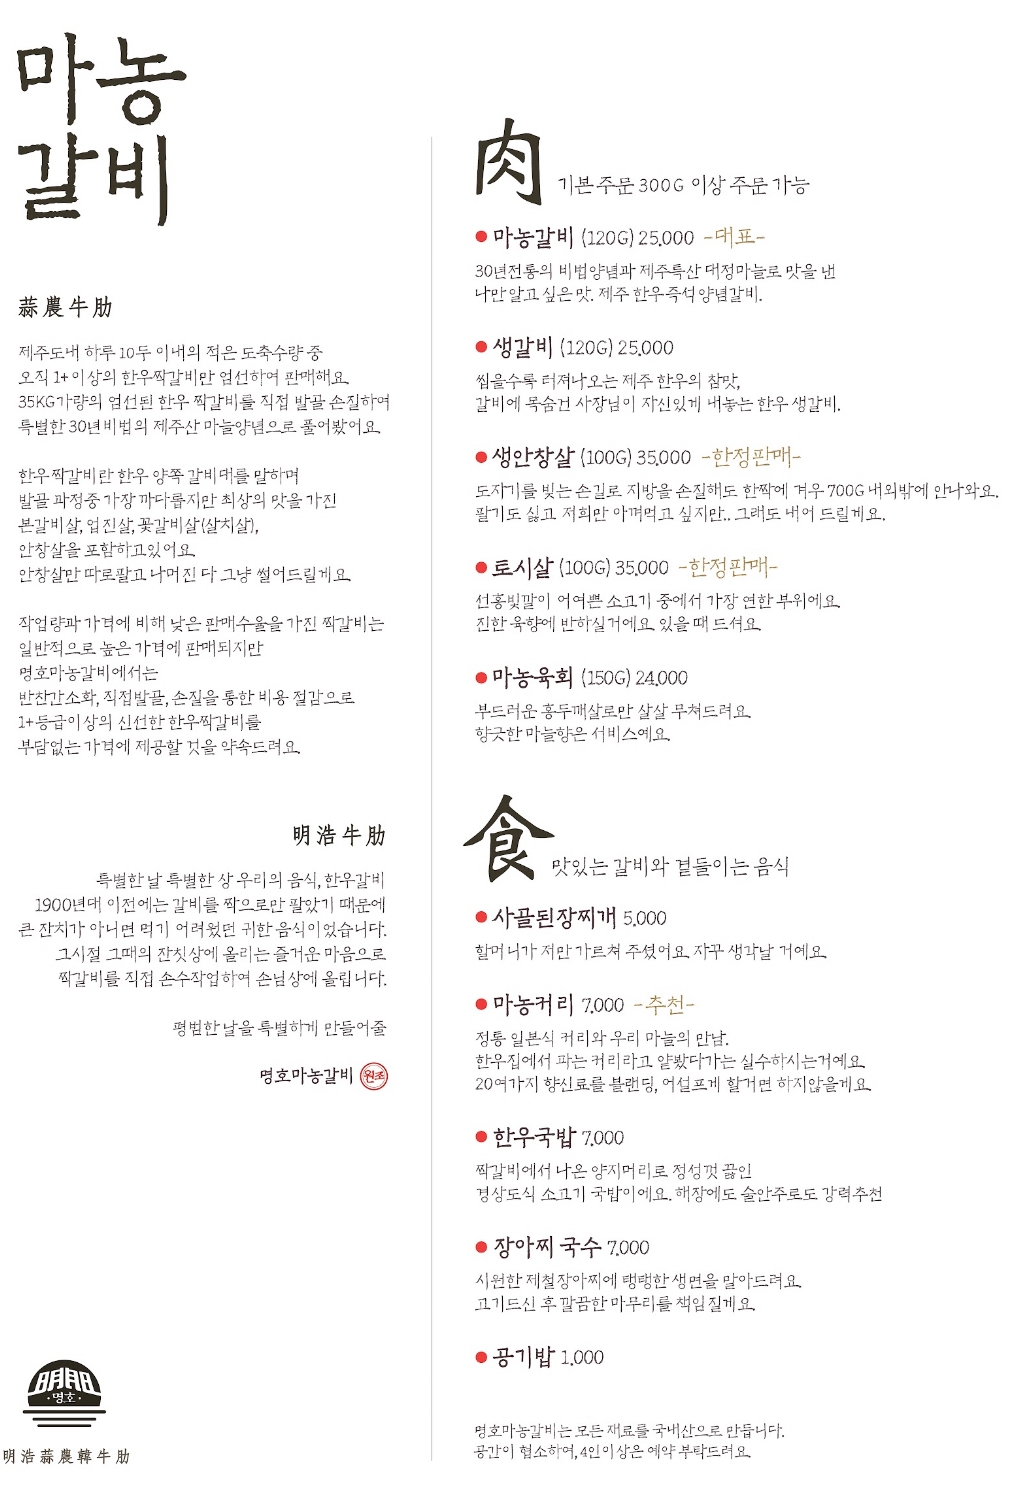 마농
갈비
蒜農牛肋
제주도내 하루 10두 이내의 적은 도축수량 중
오직 1+ 이상의 한우짝갈비만 엄선하여 판매해요.
35KG가량의 엄선된 한우 짝갈비를 직접 발골 손질하여
특별한 30년비법의 제주산 마늘양념으로 풀어봤어요.
한우 짝갈비란 한우 양쪽 갈비대를 말하며
발골 과정중 가장 까다롭지만 최상의 맛을 가진
본갈비살, 업진살, 꽃갈비살(살치살),
안창살을 포함하고있어요.
안창살만 따로팔고 나머진 다 그냥 썰어드릴게요.
작업량과 가격에 비해 낮은 판매수율을 가진 짝갈비는
일반적으로 높은 가격에 판매되지만
명호마농갈비에서는
반찬간소화, 직접발골, 손질을 통한 비용 절감으로
1+등급이상의 신선한 한우짝갈비를
부담없는 가격에 제공할 것을 약속드려요.
明浩牛肋
특별한 날 특별한 상 우리의 음식, 한우갈비
1900년대 이전에는 갈비를 짝으로만 팔았기 때문에
큰 잔치가 아니면 먹기 어려웠던 귀한 음식이었습니다.
그시절 그때의 잔칫상에 올리는 즐거운 마음으로
짝갈비를 직접 손수작업하여 손님상에 올립니다.
평범한 날을 특별하게 만들어줄
명호마농갈비 원조
明
명호
明浩蒜農韓牛肋
肉 기본 주문 300G 이상 주문 가능
마농갈비 (120G) 25,000 -대표-
30년전통의 비법양념과 제주특산 대정마늘로 맛을 낸
나만 알고 싶은 맛. 제주 한우 즉석 양념갈비.
생갈비 (120G) 25,000
씹을수록 터져나오는 제주 한우의 참맛,
갈비에 목숨건 사장님이 자신있게 내놓는 한우 생갈비.
생안창살 (100G) 35,000 -한정판매-
도자기를 빚는 손길로 지방을 손질해도 한짝에 겨우 700G 내외밖에 안나와요.
팔기도 싫고 저희만 아껴먹고 싶지만.. 그래도 내어 드릴게요.
토시살 (100G) 35,000 -한정판매-
선홍빛깔이 어여쁜 소고기 중에서 가장 연한 부위에요.
진한 육향에 반하실거에요. 있을 때 드셔요.
마농육회 (150G) 24,000
부드러운 홍두깨살로만 살살 무쳐드려요.
향긋한 마늘향은 서비스예요.
食 맛있는 갈비와 곁들이는 음식
사골된장찌개 5,000
할머니가 저만 가르쳐 주셨어요. 자꾸 생각날 거예요.
마농커리 7,000 -추천-
정통 일본식 커리와 우리 마늘의 만남.
한우집에서 파는 커리라고 얕봤다가는 실수하시는거예요.
20여가지 향신료를 블랜딩, 어설프게 할거면 하지않을게요.
한우국밥 7,000
짝갈비에서 나온 양지머리로 정성껏 끓인
경상도식 소고기 국밥이에요. 해장에도 술안주로도 강력추천
장아찌 국수 7,000
시원한 제철장아찌에 탱탱한 생면을 말아드려요.
고기드신 후 깔끔한 마무리를 책임질게요.
공기밥 1,000
명호마농갈비는 모든 재료를 국내산으로 만듭니다.
공간이 협소하여, 4인이상은 예약 부탁드려요.